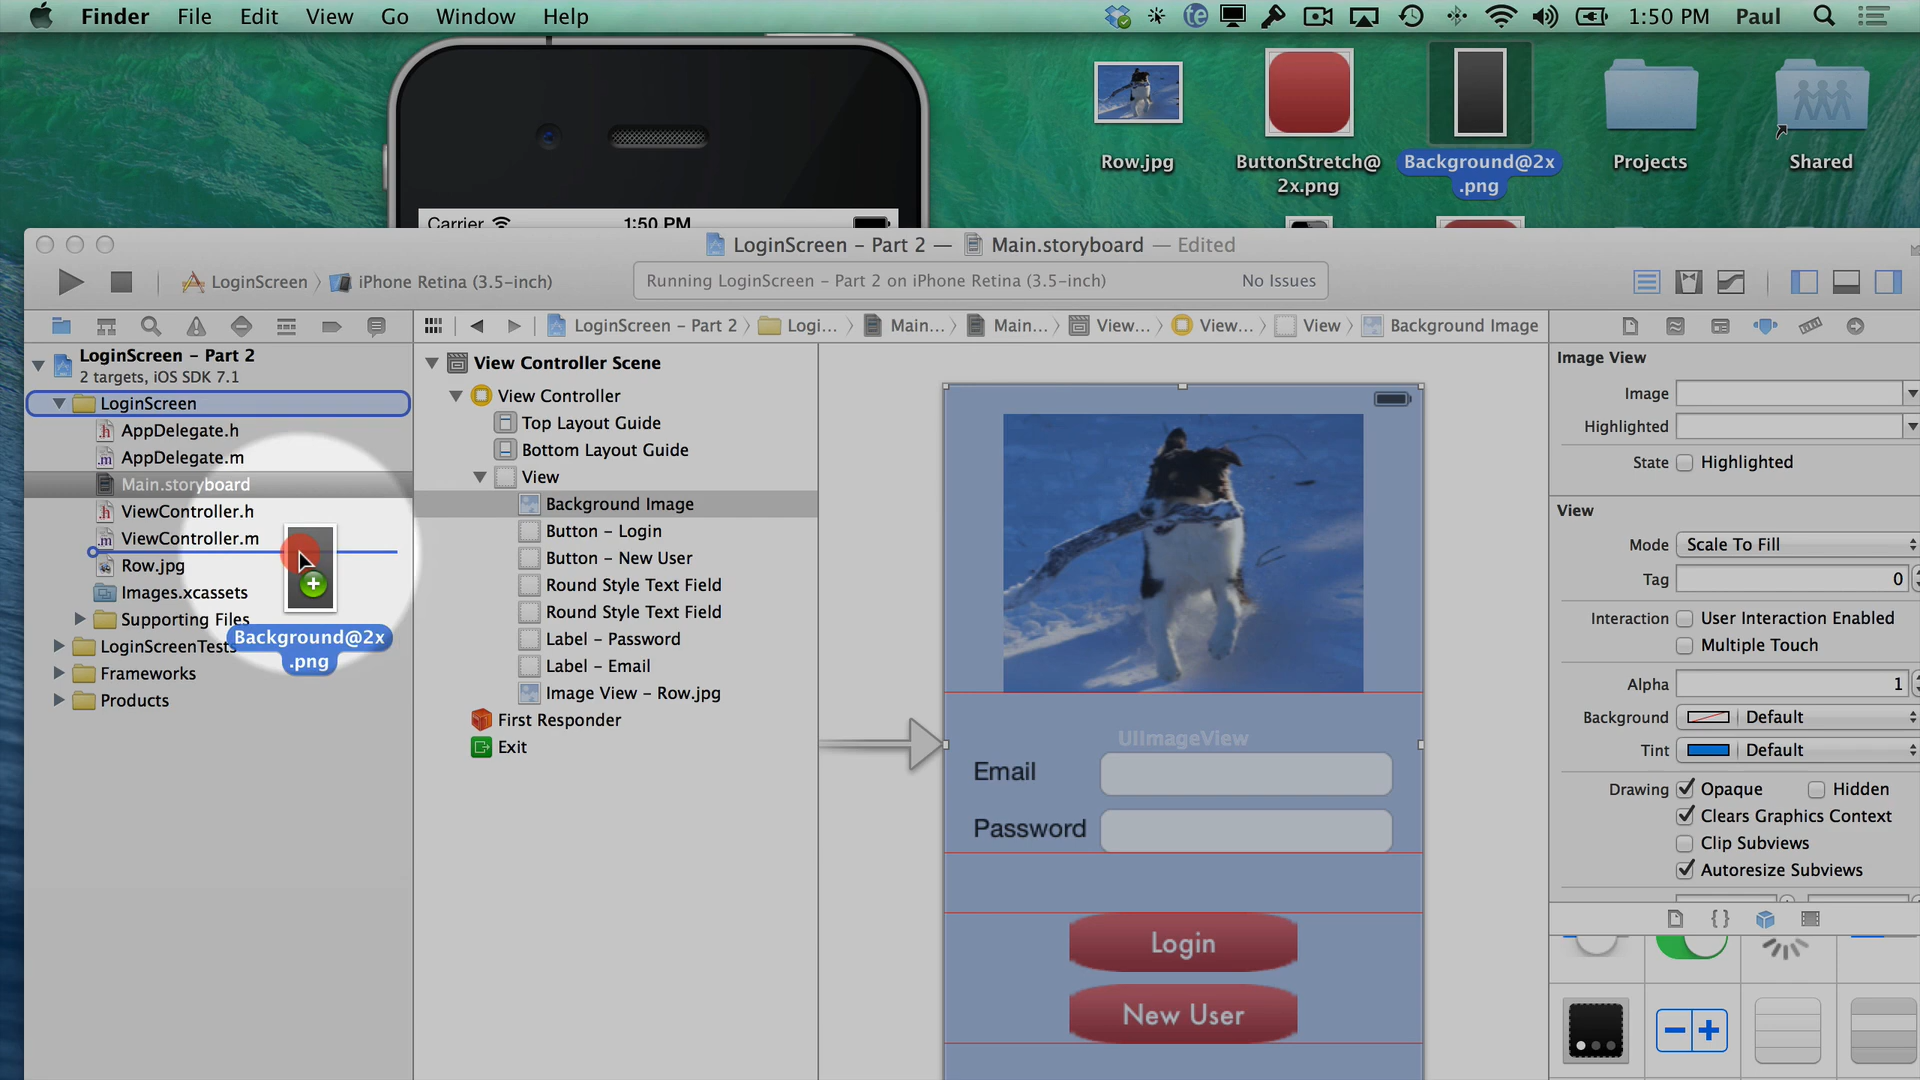 Finder File Edit View Go Window Help
te 1:50 PM Paul
Row.jpg
ButtonStretch@
2x.png
Background@2x
.png
Projects
Shared
Carrier 1:50 PM
LoginScreen – Part 2 — Main.storyboard — Edited
LoginScreen iPhone Retina (3.5-inch)
Running LoginScreen – Part 2 on iPhone Retina (3.5-inch) No Issues
LoginScreen – Part 2 Logi... Main... Main... View... View... View Background Image
LoginScreen – Part 2
2 targets, iOS SDK 7.1
LoginScreen
AppDelegate.h
AppDelegate.m
Main.storyboard
ViewController.h
ViewController.m
Row.jpg
Images.xcassets
Supporting Files
LoginScreenTests
Frameworks
Products
Background@2x
.png
View Controller Scene
View Controller
Top Layout Guide
Bottom Layout Guide
View
Background Image
Button – Login
Button – New User
Round Style Text Field
Round Style Text Field
Label – Password
Label – Email
Image View – Row.jpg
First Responder
Exit
UIImageView
Email
Password
Login
New User
Image View
Image
Highlighted
State Highlighted
View
Mode Scale To Fill
Tag 0
Interaction User Interaction Enabled
Multiple Touch
Alpha 1
Background Default
Tint Default
Drawing Opaque Hidden
Clears Graphics Context
Clip Subviews
Autoresize Subviews